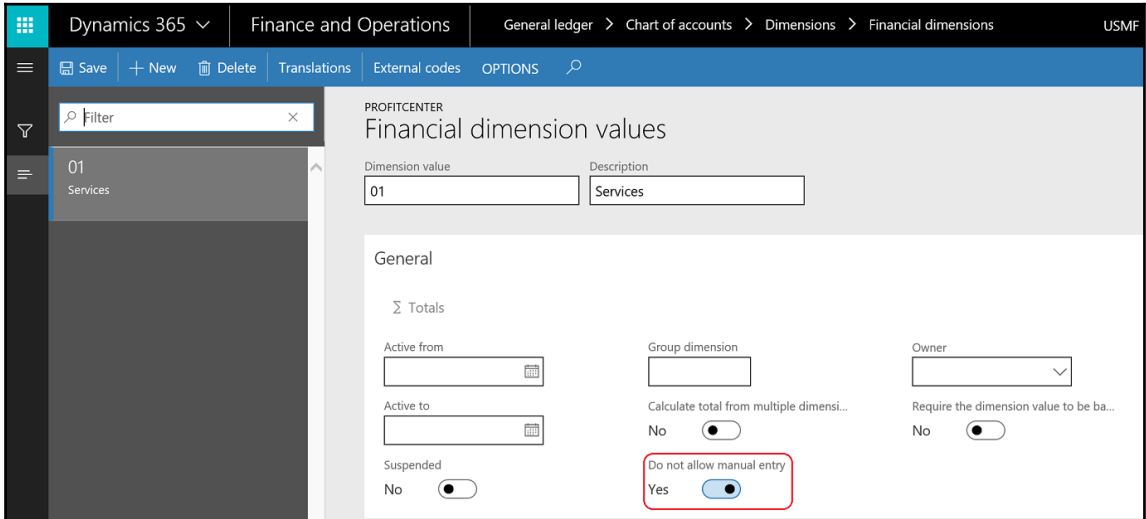 Dynamics 365 Finance and Operations General ledger > Chart of accounts > Dimensions > Financial dimensions USMF
Save + New Delete Translations External codes OPTIONS
Filter
PROFITCENTER
Financial dimension values
01
Services
Dimension value Description
01 Services
General
Σ Totals
Active from Group dimension Owner
Active to Calculate total from multiple dimensi... Require the dimension value to be ba...
No No
Suspended Do not allow manual entry
No Yes